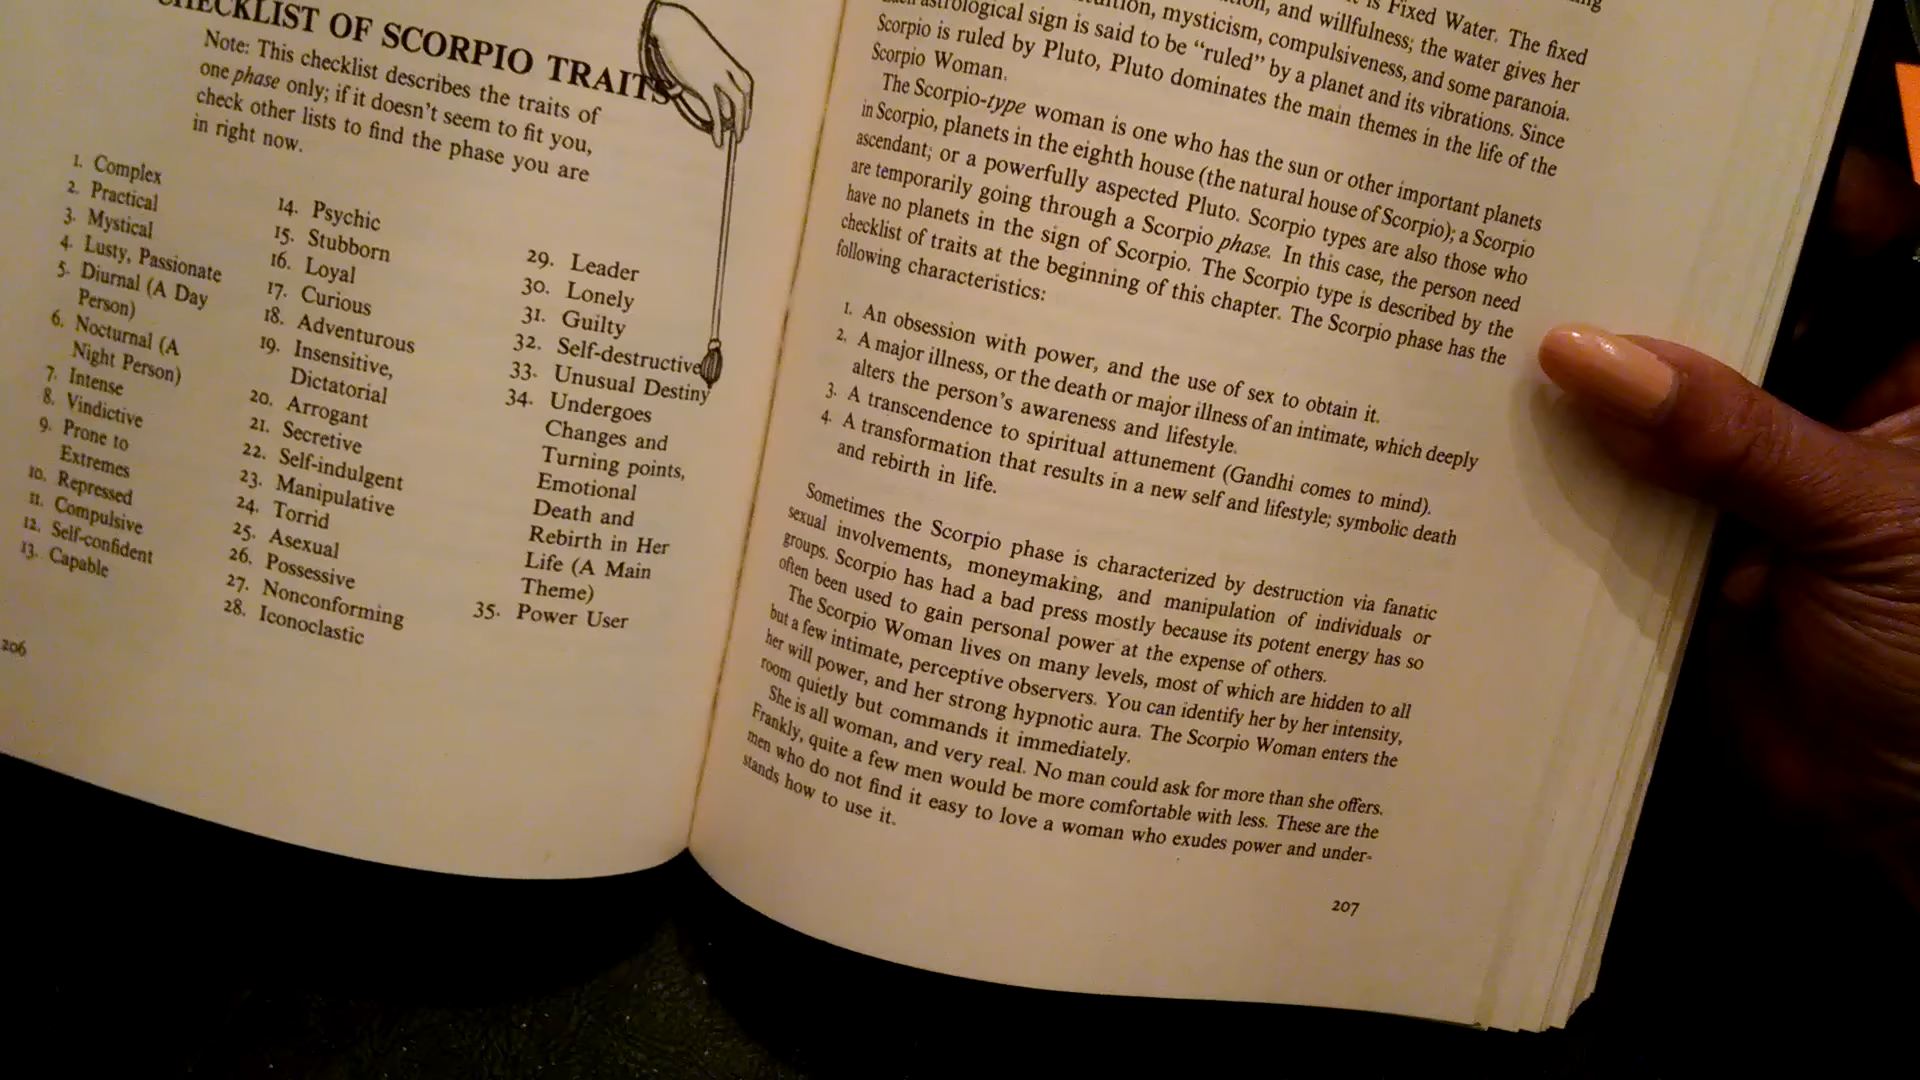 CHECKLIST OF SCORPIO TRAITS
Note: This checklist describes the traits of
one phase only; if it doesn't seem to fit you,
check other lists to find the phase you are
in right now.
1. Complex
2. Practical
3. Mystical
4. Lusty, Passionate
5. Diurnal (A Day
Person)
6. Nocturnal (A
Night Person)
7. Intense
8. Vindictive
9. Prone to
Extremes
10. Repressed
11. Compulsive
12. Self-confident
13. Capable
14. Psychic
15. Stubborn
16. Loyal
17. Curious
18. Adventurous
19. Insensitive,
Dictatorial
20. Arrogant
21. Secretive
22. Self-indulgent
23. Manipulative
24. Torrid
25. Asexual
26. Possessive
27. Nonconforming
28. Iconoclastic
29. Leader
30. Lonely
31. Guilty
32. Self-destructive
33. Unusual Destiny
34. Undergoes
Changes and
Turning points,
Emotional
Death and
Rebirth in Her
Life (A Main
Theme)
35. Power User
206
is Fixed Water. The fixed
and willfulness; the water gives her
mysticism, compulsiveness, and some paranoia.
astrological sign is said to be "ruled" by a planet and its vibrations. Since
Scorpio is ruled by Pluto, Pluto dominates the main themes in the life of the
Scorpio Woman.
The Scorpio-type woman is one who has the sun or other important planets
in Scorpio, planets in the eighth house (the natural house of Scorpio); a Scorpio
ascendant; or a powerfully aspected Pluto. Scorpio types are also those who
are temporarily going through a Scorpio phase. In this case, the person need
have no planets in the sign of Scorpio. The Scorpio type is described by the
checklist of traits at the beginning of this chapter. The Scorpio phase has the
following characteristics:
1. An obsession with power, and the use of sex to obtain it.
2. A major illness, or the death or major illness of an intimate, which deeply
alters the person's awareness and lifestyle.
3. A transcendence to spiritual attunement (Gandhi comes to mind).
4. A transformation that results in a new self and lifestyle; symbolic death
and rebirth in life.
Sometimes the Scorpio phase is characterized by destruction via fanatic
sexual involvements, moneymaking, and manipulation of individuals or
groups. Scorpio has had a bad press mostly because its potent energy has so
often been used to gain personal power at the expense of others.
The Scorpio Woman lives on many levels, most of which are hidden to all
but a few intimate, perceptive observers. You can identify her by her intensity,
her will power, and her strong hypnotic aura. The Scorpio Woman enters the
room quietly but commands it immediately.
She is all woman, and very real. No man could ask for more than she offers.
Frankly, quite a few men would be more comfortable with less. These are the
men who do not find it easy to love a woman who exudes power and under-
stands how to use it.
207